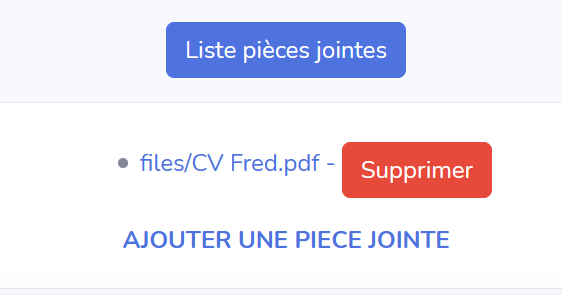 Liste pièces jointes
files/CV Fred.pdf - Supprimer
AJOUTER UNE PIECE JOINTE